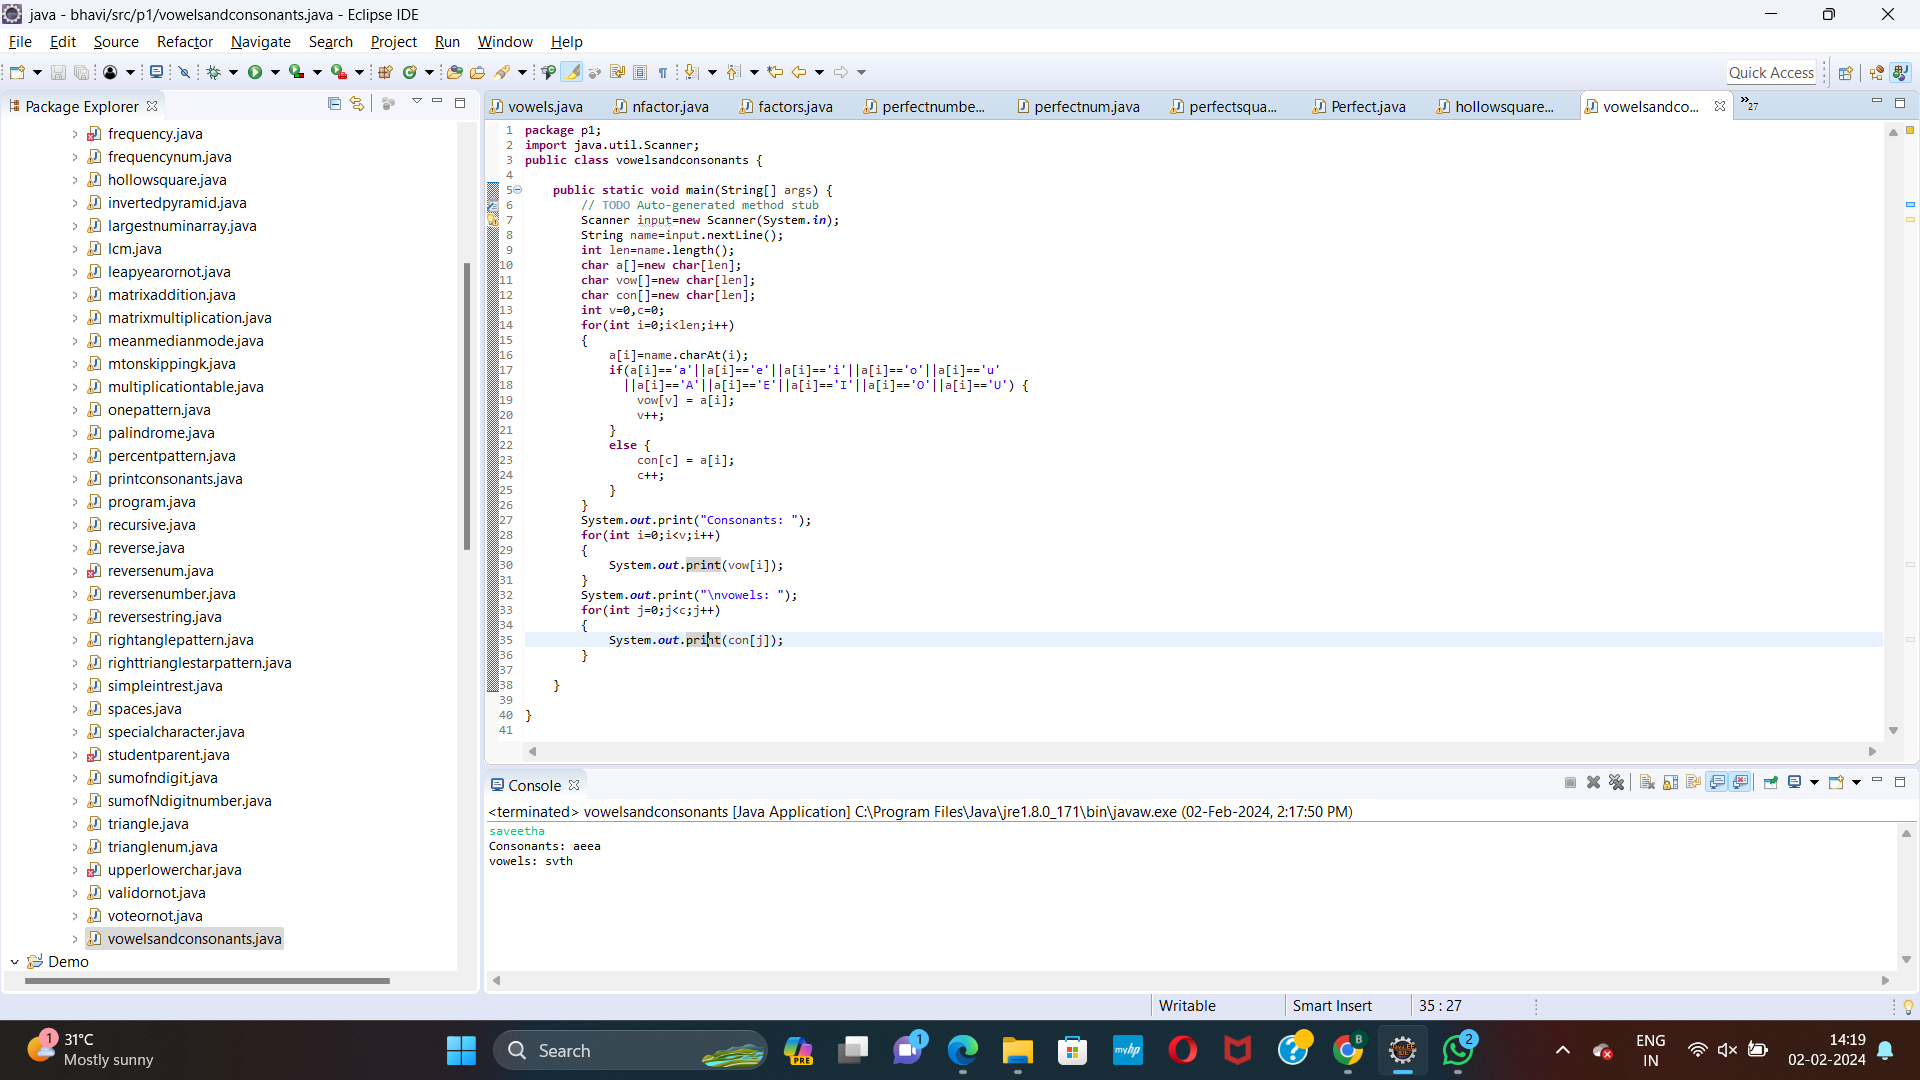 java - bhavi/src/p1/vowelsandconsonants.java - Eclipse IDE
File Edit Source Refactor Navigate Search Project Run Window Help
Quick Access
Package Explorer
frequency.java
frequencynum.java
hollowsquare.java
invertedpyramid.java
largestnuminarray.java
lcm.java
leapyearornot.java
matrixaddition.java
matrixmultiplication.java
meanmedianmode.java
mtonskippingk.java
multiplicationtable.java
onepattern.java
palindrome.java
percentpattern.java
printconsonants.java
program.java
recursive.java
reverse.java
reversenum.java
reversenumber.java
reversestring.java
rightanglepattern.java
righttrianglestarpattern.java
simpleintrest.java
spaces.java
specialcharacter.java
studentparent.java
sumofndigit.java
sumofNdigitnumber.java
triangle.java
trianglenum.java
upperlowerchar.java
validornot.java
voteornot.java
vowelsandconsonants.java
Demo
vowels.java nfactor.java factors.java perfectnumbe... perfectnum.java perfectsqua... Perfect.java hollowsquare... vowelsandco... »27
1 package p1;
2 import java.util.Scanner;
3 public class vowelsandconsonants {
4
5 public static void main(String[] args) {
6 // TODO Auto-generated method stub
7 Scanner input=new Scanner(System.in);
8 String name=input.nextLine();
9 int len=name.length();
10 char a[]=new char[len];
11 char vow[]=new char[len];
12 char con[]=new char[len];
13 int v=0,c=0;
14 for(int i=0;i<len;i++)
15 {
16 a[i]=name.charAt(i);
17 if(a[i]=='a'||a[i]=='e'||a[i]=='i'||a[i]=='o'||a[i]=='u'
18 ||a[i]=='A'||a[i]=='E'||a[i]=='I'||a[i]=='O'||a[i]=='U') {
19 vow[v] = a[i];
20 v++;
21 }
22 else {
23 con[c] = a[i];
24 c++;
25 }
26 }
27 System.out.print("Consonants: ");
28 for(int i=0;i<v;i++)
29 {
30 System.out.print(vow[i]);
31 }
32 System.out.print("\nvowels: ");
33 for(int j=0;j<c;j++)
34 {
35 System.out.print(con[j]);
36 }
37
38 }
39
40 }
41
Console
<terminated> vowelsandconsonants [Java Application] C:\Program Files\Java\jre1.8.0_171\bin\javaw.exe (02-Feb-2024, 2:17:50 PM)
saveetha
Consonants: aeea
vowels: svth
Writable Smart Insert 35 : 27
1 31°C
Mostly sunny
Search
PRE
1
myhp
B
2
ENG
IN
14:19
02-02-2024